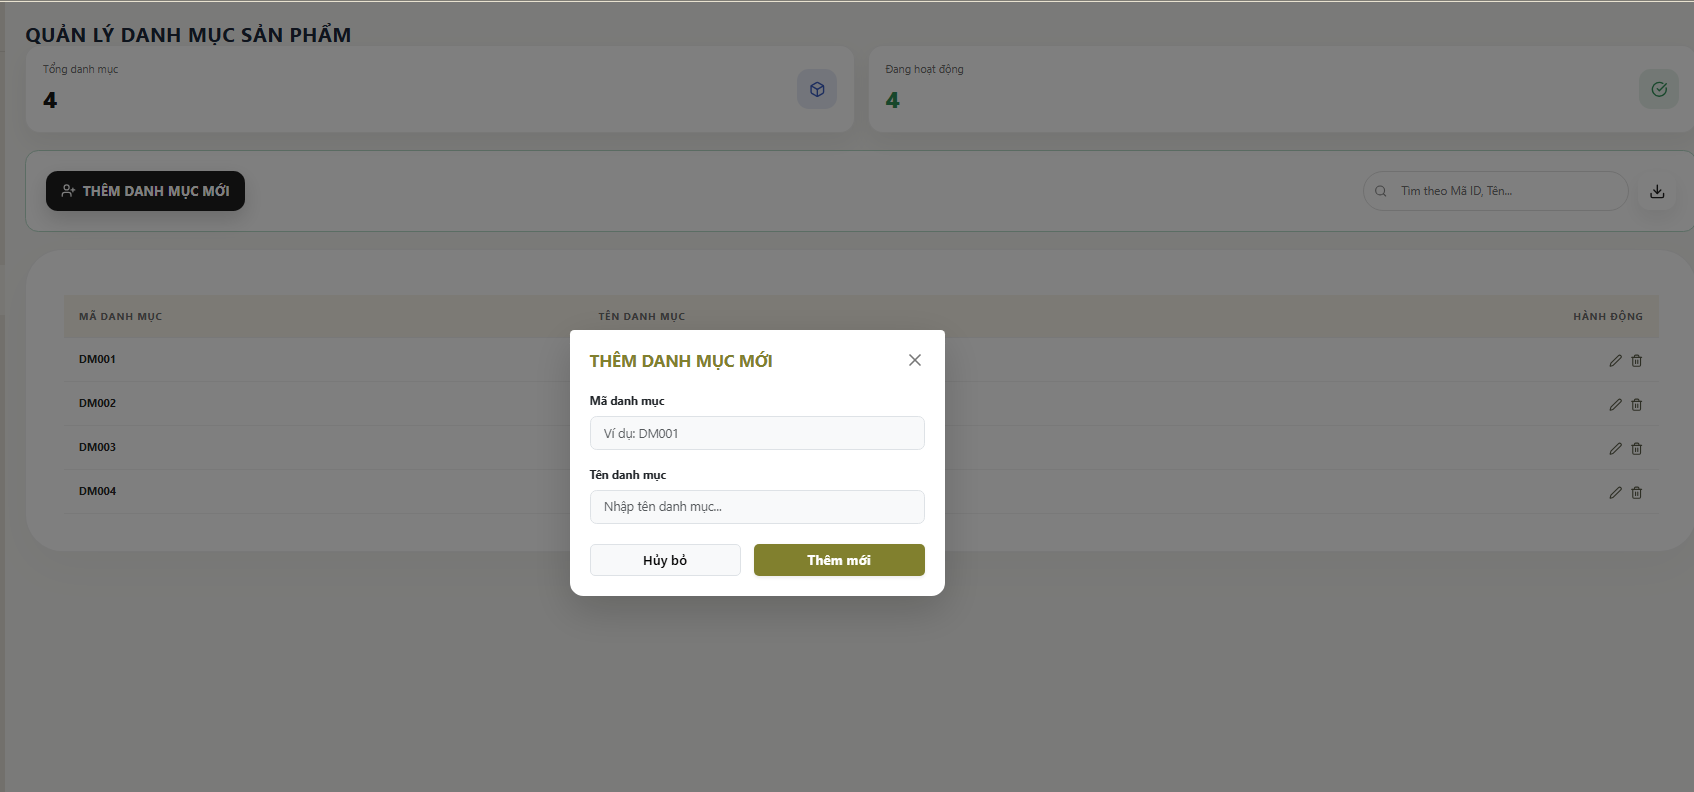 QUẢN LÝ DANH MỤC SẢN PHẨM
Tổng danh mục
4
Đang hoạt động
4
THÊM DANH MỤC MỚI
Tìm theo Mã ID, Tên...
MÃ DANH MỤC
TÊN DANH MỤC
HÀNH ĐỘNG
DM001
DM002
DM003
DM004
THÊM DANH MỤC MỚI
Mã danh mục
Ví dụ: DM001
Tên danh mục
Nhập tên danh mục...
Hủy bỏ
Thêm mới